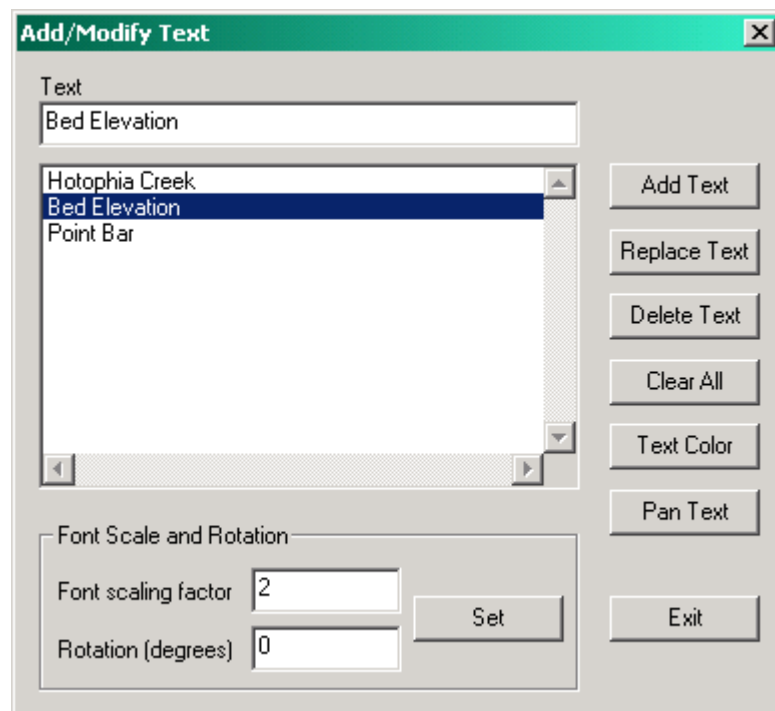 Add/Modify Text
Text
Bed Elevation
Hotophia Creek
Bed Elevation
Point Bar
Add Text
Replace Text
Delete Text
Clear All
Text Color
Pan Text
Font Scale and Rotation
Font scaling factor 2
Rotation (degrees) 0
Set
Exit